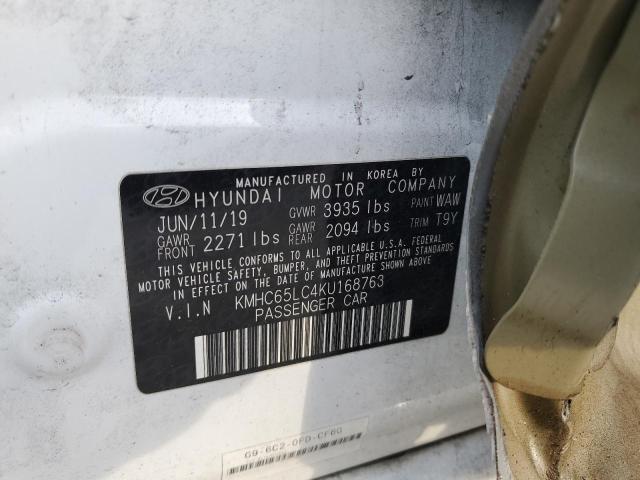 MANUFACTURED IN KOREA BY
HYUNDAI MOTOR COMPANY
JUN/11/19 GVWR 3935 lbs PAINT WAW
GAWR FRONT 2271 lbs GAWR REAR 2094 lbs TRIM T9Y
THIS VEHICLE CONFORMS TO ALL APPLICABLE U.S.A. FEDERAL
MOTOR VEHICLE SAFETY, BUMPER, AND THEFT PREVENTION
STANDARDS IN EFFECT ON THE DATE OF MANUFACTURE SHOWN ABOVE.
V.I.N KMHC65LC4KU168763
PASSENGER CAR
G9-6C2-0FD-CF60